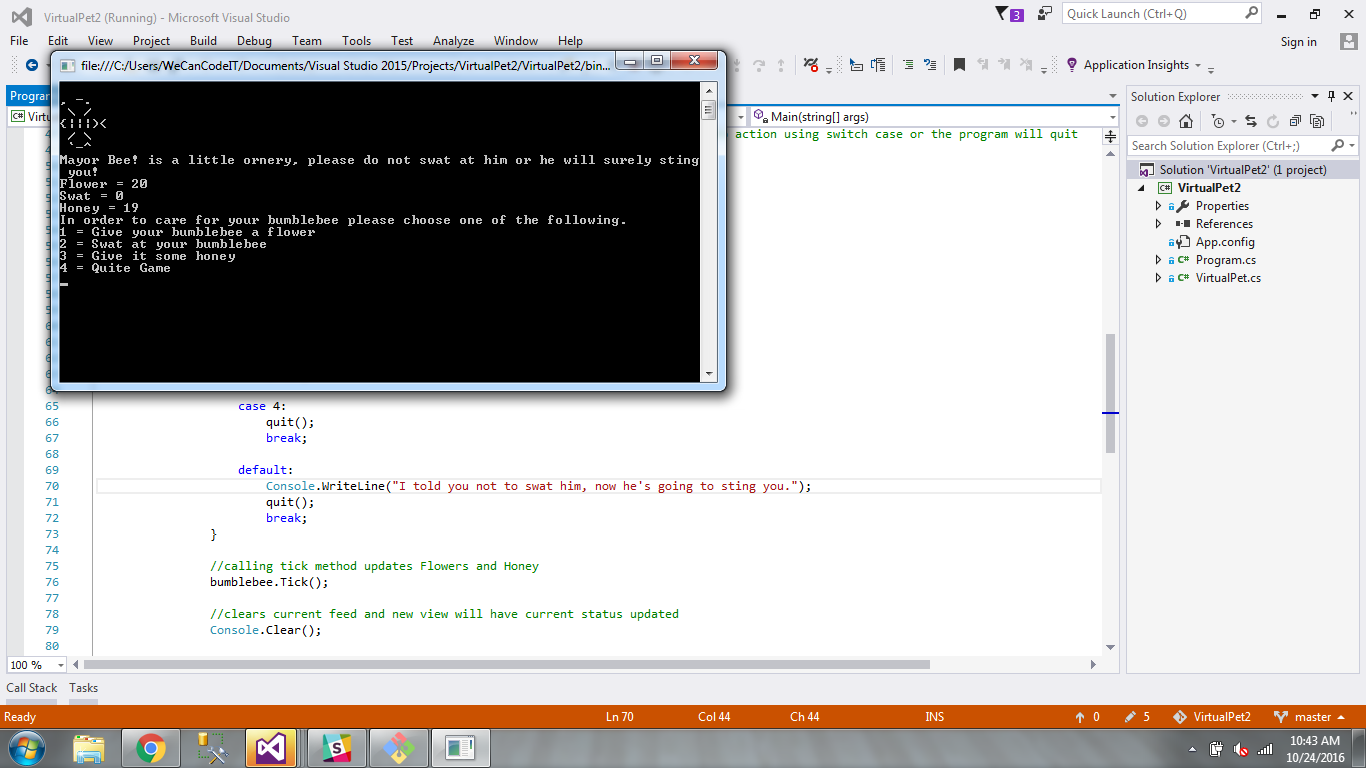 VirtualPet2 (Running) - Microsoft Visual Studio
3
Quick Launch (Ctrl+Q)
File Edit View Project Build Debug Team Tools Test Analyze Window Help
Sign in
file:///C:/Users/WeCanCodeIT/Documents/Visual Studio 2015/Projects/VirtualPet2/VirtualPet2/bin...
Application Insights
Mayor Bee! is a little ornery, please do not swat at him or he will surely sting
you!
Flower = 20
Swat = 0
Honey = 19
In order to care for your bumblebee please choose one of the following.
1 = Give your bumblebee a flower
2 = Swat at your bumblebee
3 = Give it some honey
4 = Quite Game
Main(string[] args)
action using switch case or the program will quit
65 case 4:
66 quit();
67 break;
68
69 default:
70 Console.WriteLine("I told you not to swat him, now he's going to sting you.");
71 quit();
72 break;
73 }
74
75 //calling tick method updates Flowers and Honey
76 bumblebee.Tick();
77
78 //clears current feed and new view will have current status updated
79 Console.Clear();
80
100 %
Solution Explorer
Search Solution Explorer (Ctrl+;)
Solution 'VirtualPet2' (1 project)
C# VirtualPet2
Properties
References
App.config
C# Program.cs
C# VirtualPet.cs
Call Stack Tasks
Ready Ln 70 Col 44 Ch 44 INS 0 5 VirtualPet2 master
10:43 AM
10/24/2016